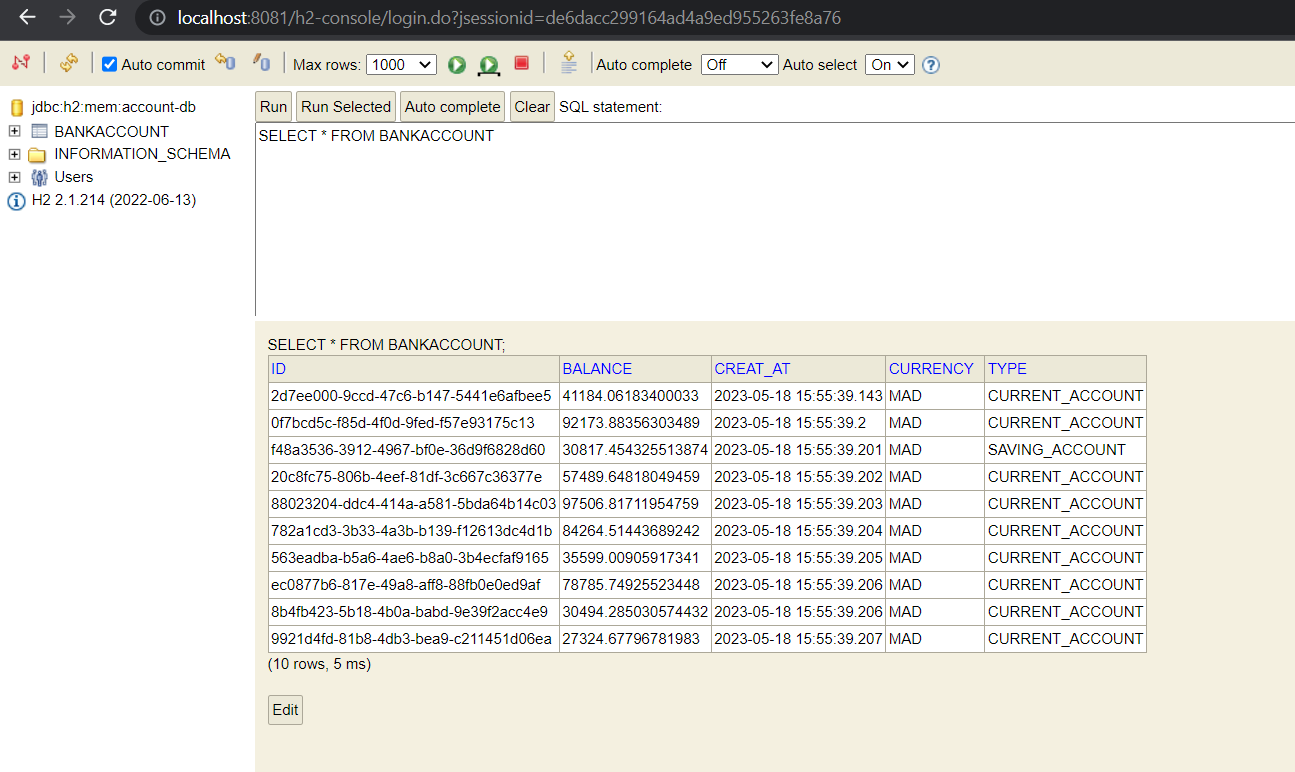 localhost:8081/h2-console/login.do?jsessionid=de6dacc299164ad4a9ed955263fe8a76
Auto commit Max rows: 1000 Auto complete Off Auto select On ?
jdbc:h2:mem:account-db
BANKACCOUNT
INFORMATION_SCHEMA
Users
H2 2.1.214 (2022-06-13)
Run Run Selected Auto complete Clear SQL statement:
SELECT * FROM BANKACCOUNT
SELECT * FROM BANKACCOUNT;
ID BALANCE CREAT_AT CURRENCY TYPE
2d7ee000-9ccd-47c6-b147-5441e6afbee5 41184.06183400033 2023-05-18 15:55:39.143 MAD CURRENT_ACCOUNT
0f7bcd5c-f85d-4f0d-9fed-f57e93175c13 92173.88356303489 2023-05-18 15:55:39.2 MAD CURRENT_ACCOUNT
f48a3536-3912-4967-bf0e-36d9f6828d60 30817.454325513874 2023-05-18 15:55:39.201 MAD SAVING_ACCOUNT
20c8fc75-806b-4eef-81df-3c667c36377e 57489.64818049459 2023-05-18 15:55:39.202 MAD CURRENT_ACCOUNT
88023204-ddc4-414a-a581-5bda64b14c03 97506.81711954759 2023-05-18 15:55:39.203 MAD CURRENT_ACCOUNT
782a1cd3-3b33-4a3b-b139-f12613dc4d1b 84264.51443689242 2023-05-18 15:55:39.204 MAD CURRENT_ACCOUNT
563eadba-b5a6-4ae6-b8a0-3b4ecfaf9165 35599.00905917341 2023-05-18 15:55:39.205 MAD CURRENT_ACCOUNT
ec0877b6-817e-49a8-aff8-88fb0e0ed9af 78785.74925523448 2023-05-18 15:55:39.206 MAD CURRENT_ACCOUNT
8b4fb423-5b18-4b0a-babd-9e39f2acc4e9 30494.285030574432 2023-05-18 15:55:39.206 MAD CURRENT_ACCOUNT
9921d4fd-81b8-4db3-bea9-c211451d06ea 27324.67796781983 2023-05-18 15:55:39.207 MAD CURRENT_ACCOUNT
(10 rows, 5 ms)
Edit